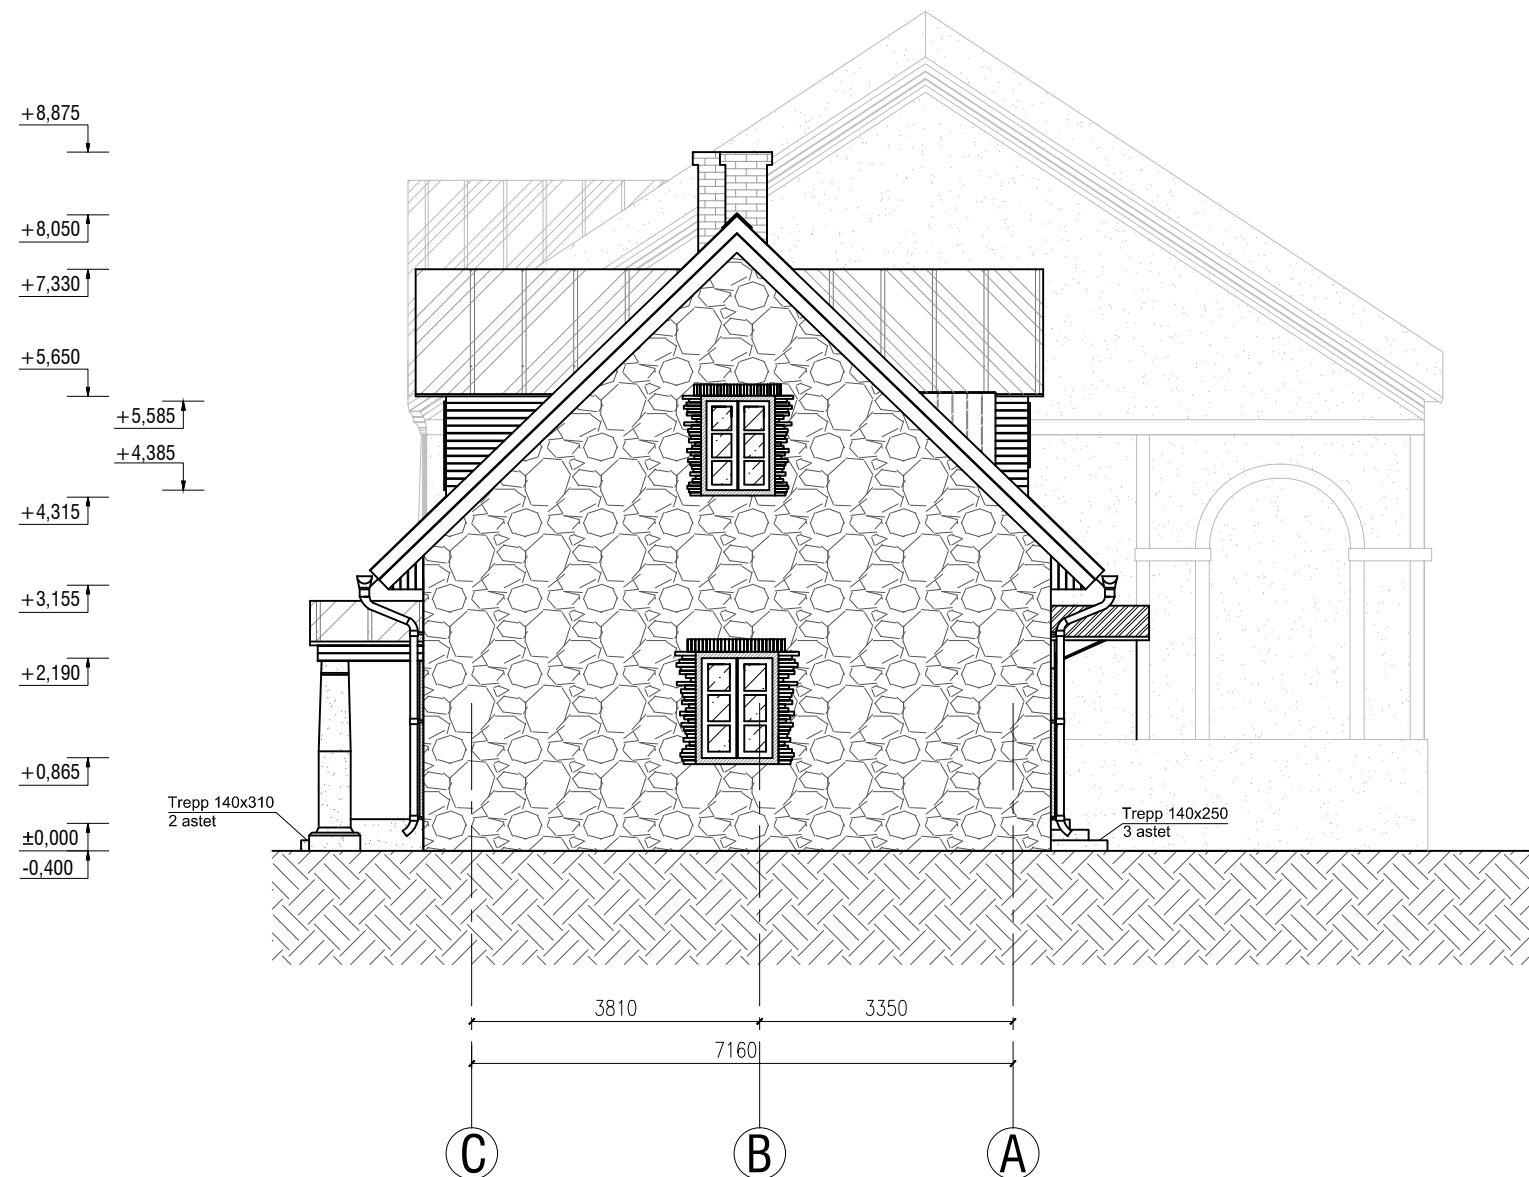 +8,875
+8,050
+7,330
+5,650
+5,585
+4,385
+4,315
+3,155
+2,190
+0,865
±0,000
-0,400
Trepp 140x310
2 astet
Trepp 140x250
3 astet
3810
3350
7160
C
B
A